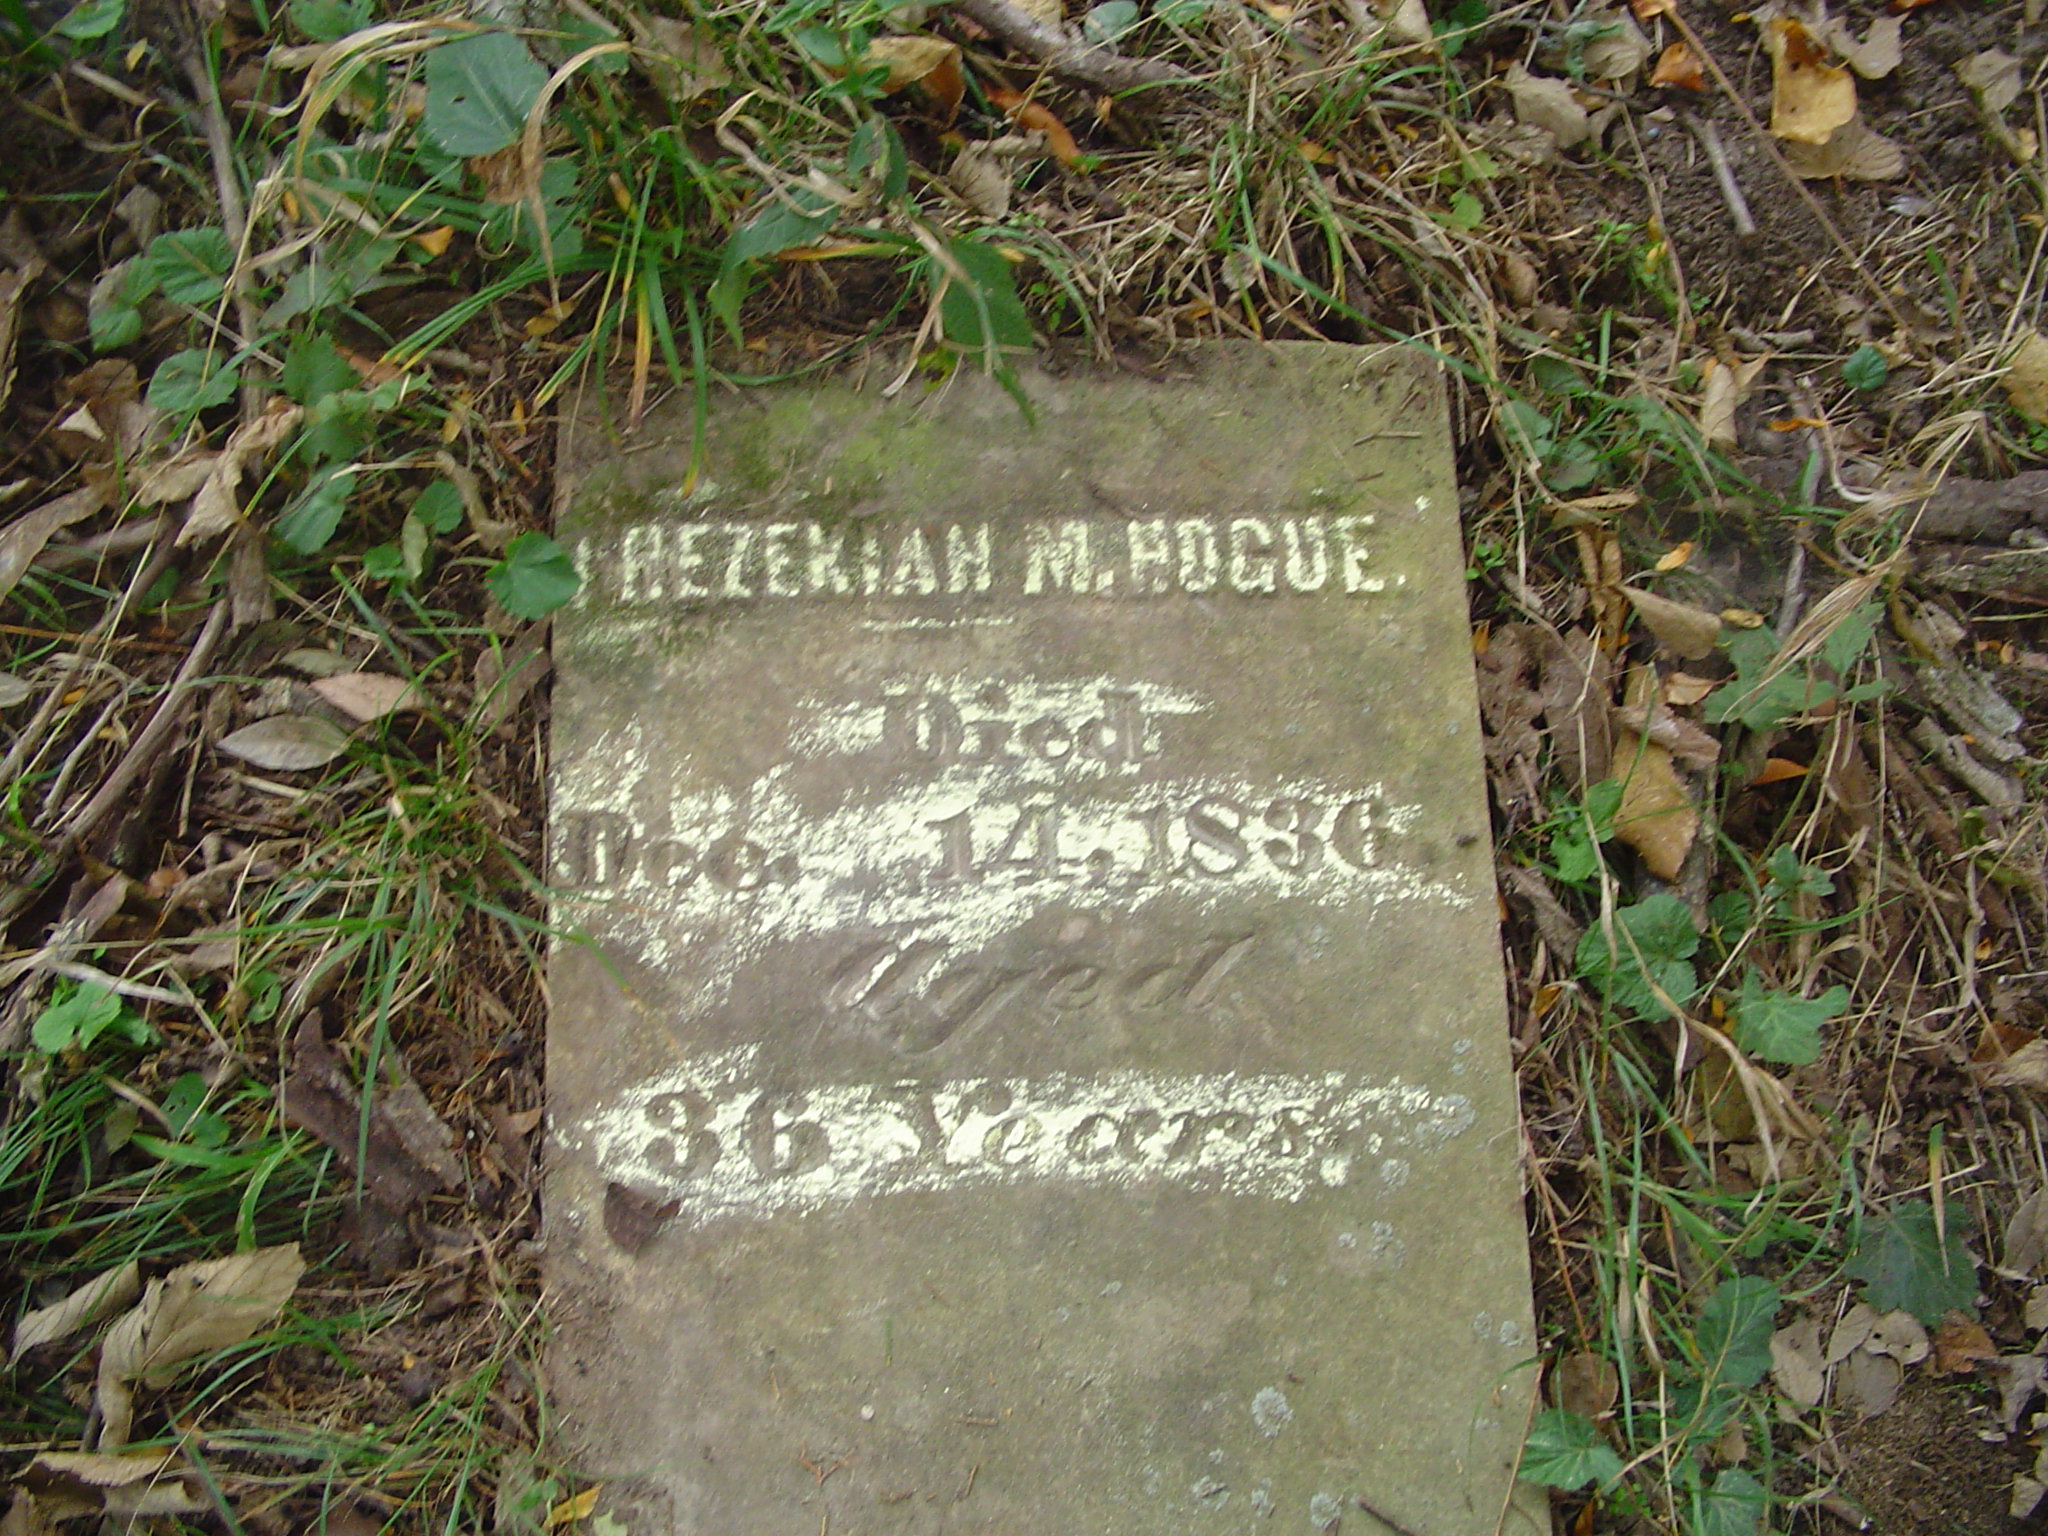 HEZEKIAH M. HOGUE.
Died
Dec. 14, 1836
Aged
36 Years